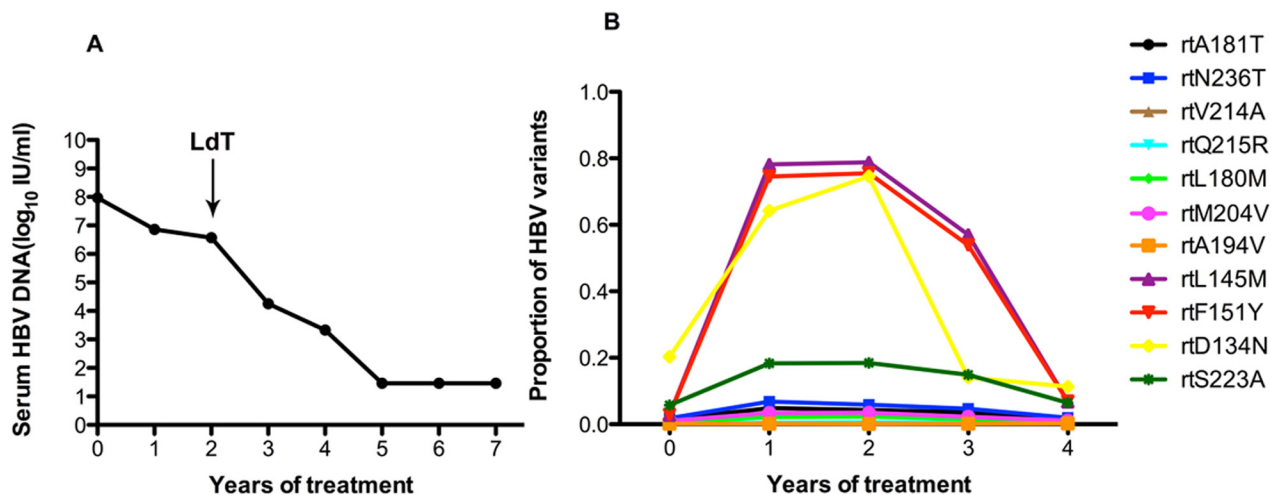 A
LdT
Serum HBV DNA(log10 IU/ml)
10
9
8
7
6
5
4
3
2
1
0
0 1 2 3 4 5 6 7
Years of treatment
B
Proportion of HBV variants
1.0
0.8
0.6
0.4
0.2
0.0
0 1 2 3 4
Years of treatment
rtA181T
rtN236T
rtV214A
rtQ215R
rtL180M
rtM204V
rtA194V
rtL145M
rtF151Y
rtD134N
rtS223A